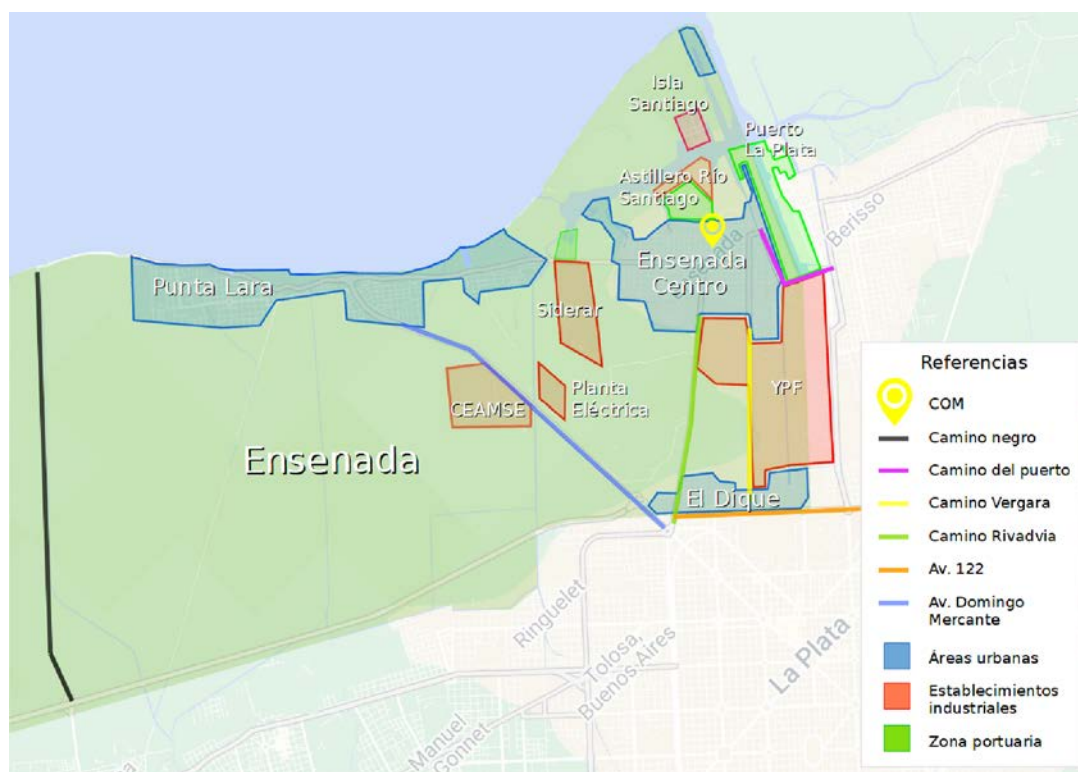 Isla
Santiago
Puerto
La Plata
Astillero Río
Santiago
Berisso
Ensenada
Ensenada
Centro
Punta Lara
Siderar
Planta
Eléctrica
CEAMSE
YPF
Ensenada
El Dique
Ringuelet
Tolosa,
Buenos Aires
La Plata
Manuel
Gonnet
Referencias
COM
Camino negro
Camino del puerto
Camino Vergara
Camino Rivadvia
Av. 122
Av. Domingo
Mercante
Áreas urbanas
Establecimientos
industriales
Zona portuaria